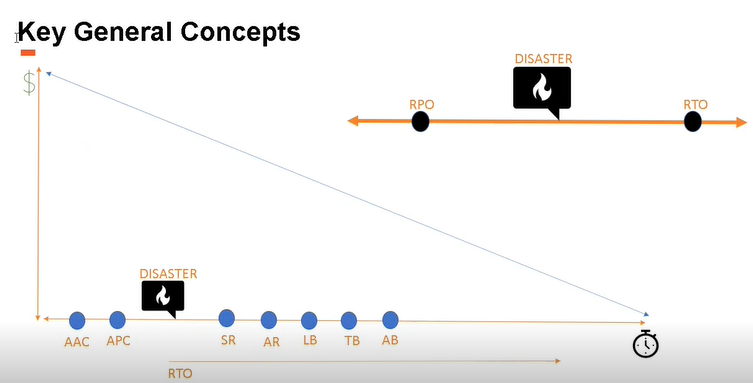 Key General Concepts
$
DISASTER
RPO
RTO
DISASTER
AAC
APC
SR
AR
LB
TB
AB
RTO